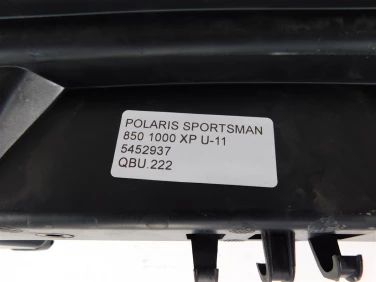 POLARIS SPORTSMAN
850 1000 XP U-11
5452937
QBU.222